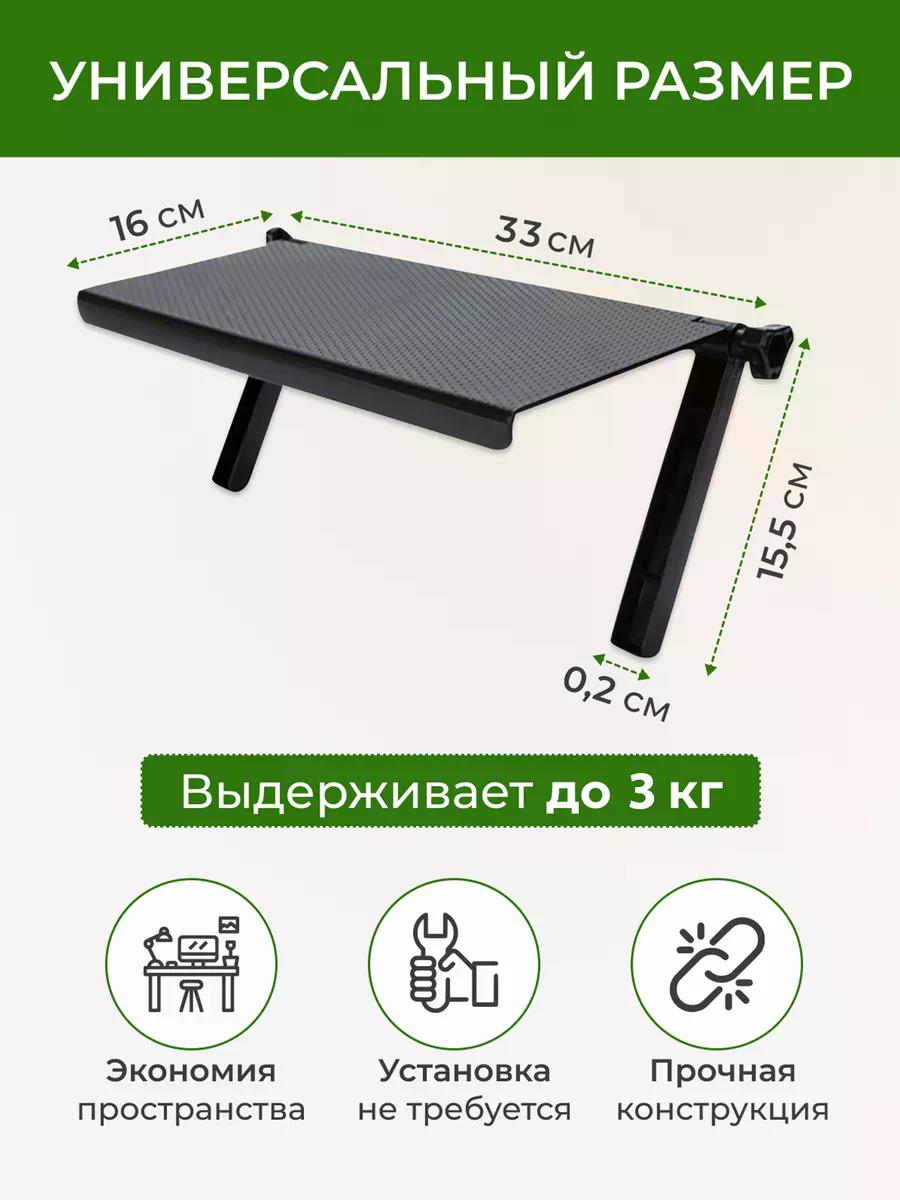 УНИВЕРСАЛЬНЫЙ РАЗМЕР
16 см
33 см
15,5 см
0,2 см
Выдерживает до 3 кг
Экономия
пространства
Установка
не требуется
Прочная
конструкция